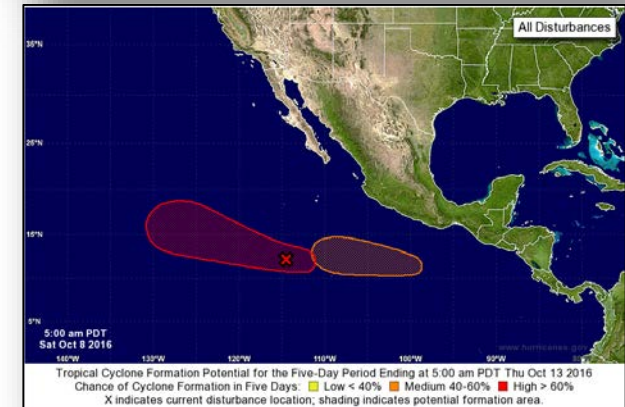 All Disturbances
35°N
25°N
15°N
5°N
5:00 am PDT
Sat Oct 8 2016
www.hurricanes.gov
140°W
130°W
120°W
110°W
100°W
90°W
80°W
Tropical Cyclone Formation Potential for the Five-Day Period Ending at 5:00 am PDT Thu Oct 13 2016
Chance of Cyclone Formation in Five Days: Low < 40% Medium 40-60% High > 60%
X indicates current disturbance location; shading indicates potential formation area.